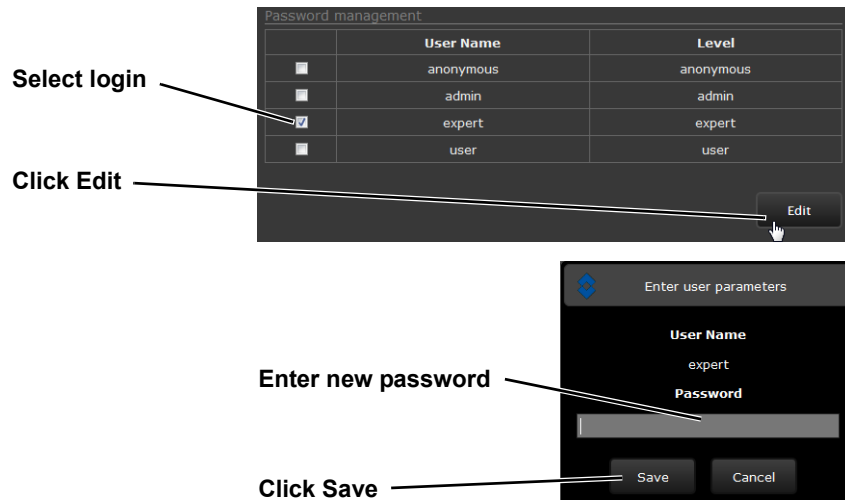 Password management
User Name Level
Select login
anonymous anonymous
admin admin
expert expert
user user
Click Edit
Edit
Enter user parameters
User Name
expert
Enter new password
Password
Save Cancel
Click Save